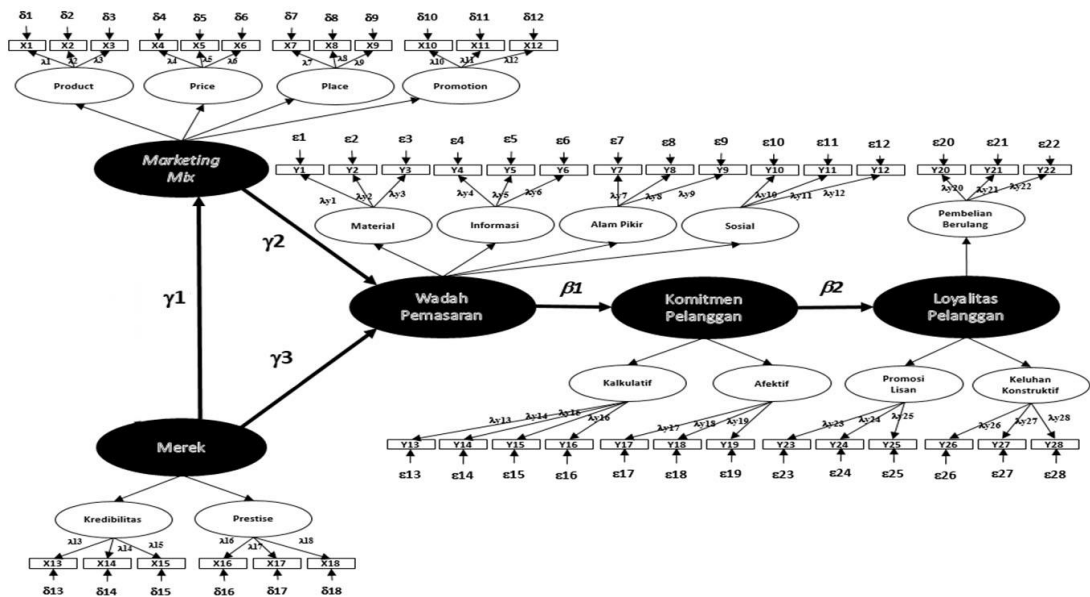 δ1 δ2 δ3 δ4 δ5 δ6 δ7 δ8 δ9 δ10 δ11 δ12
X1 X2 X3 X4 X5 X6 X7 X8 X9 X10 X11 X12
λ1 λ2 λ3 λ4 λ5 λ6 λ7 λ8 λ9 λ10 λ11 λ12
Product Price Place Promotion
ε1 ε2 ε3 ε4 ε5 ε6 ε7 ε8 ε9 ε10 ε11 ε12 ε20 ε21 ε22
Y1 Y2 Y3 Y4 Y5 Y6 Y7 Y8 Y9 Y10 Y11 Y12 Y20 Y21 Y22
λy1 λy2 λy3 λy4 λy5 λy6 λy7 λy8 λy9 λy10 λy11 λy12 λy20 λy21 λy22
Marketing
Mix
Material Informasi Alam Pikir Sosial
Pembelian
Berulang
γ2
γ1
γ3
Wadah
Pemasaran
β1
Komitmen
Pelanggan
β2
Loyalitas
Pelanggan
Kalkulatif Afektif
Promosi
Lisan
Keluhan
Konstruktif
λy13 λy14 λy15 λy16 λy17 λy18 λy19 λy23 λy24 λy25 λy26 λy27 λy28
Y13 Y14 Y15 Y16 Y17 Y18 Y19 Y23 Y24 Y25 Y26 Y27 Y28
ε13 ε14 ε15 ε16 ε17 ε18 ε19 ε23 ε24 ε25 ε26 ε27 ε28
Merek
Kredibilitas Prestise
λ13 λ14 λ15 λ16 λ17 λ18
X13 X14 X15 X16 X17 X18
δ13 δ14 δ15 δ16 δ17 δ18